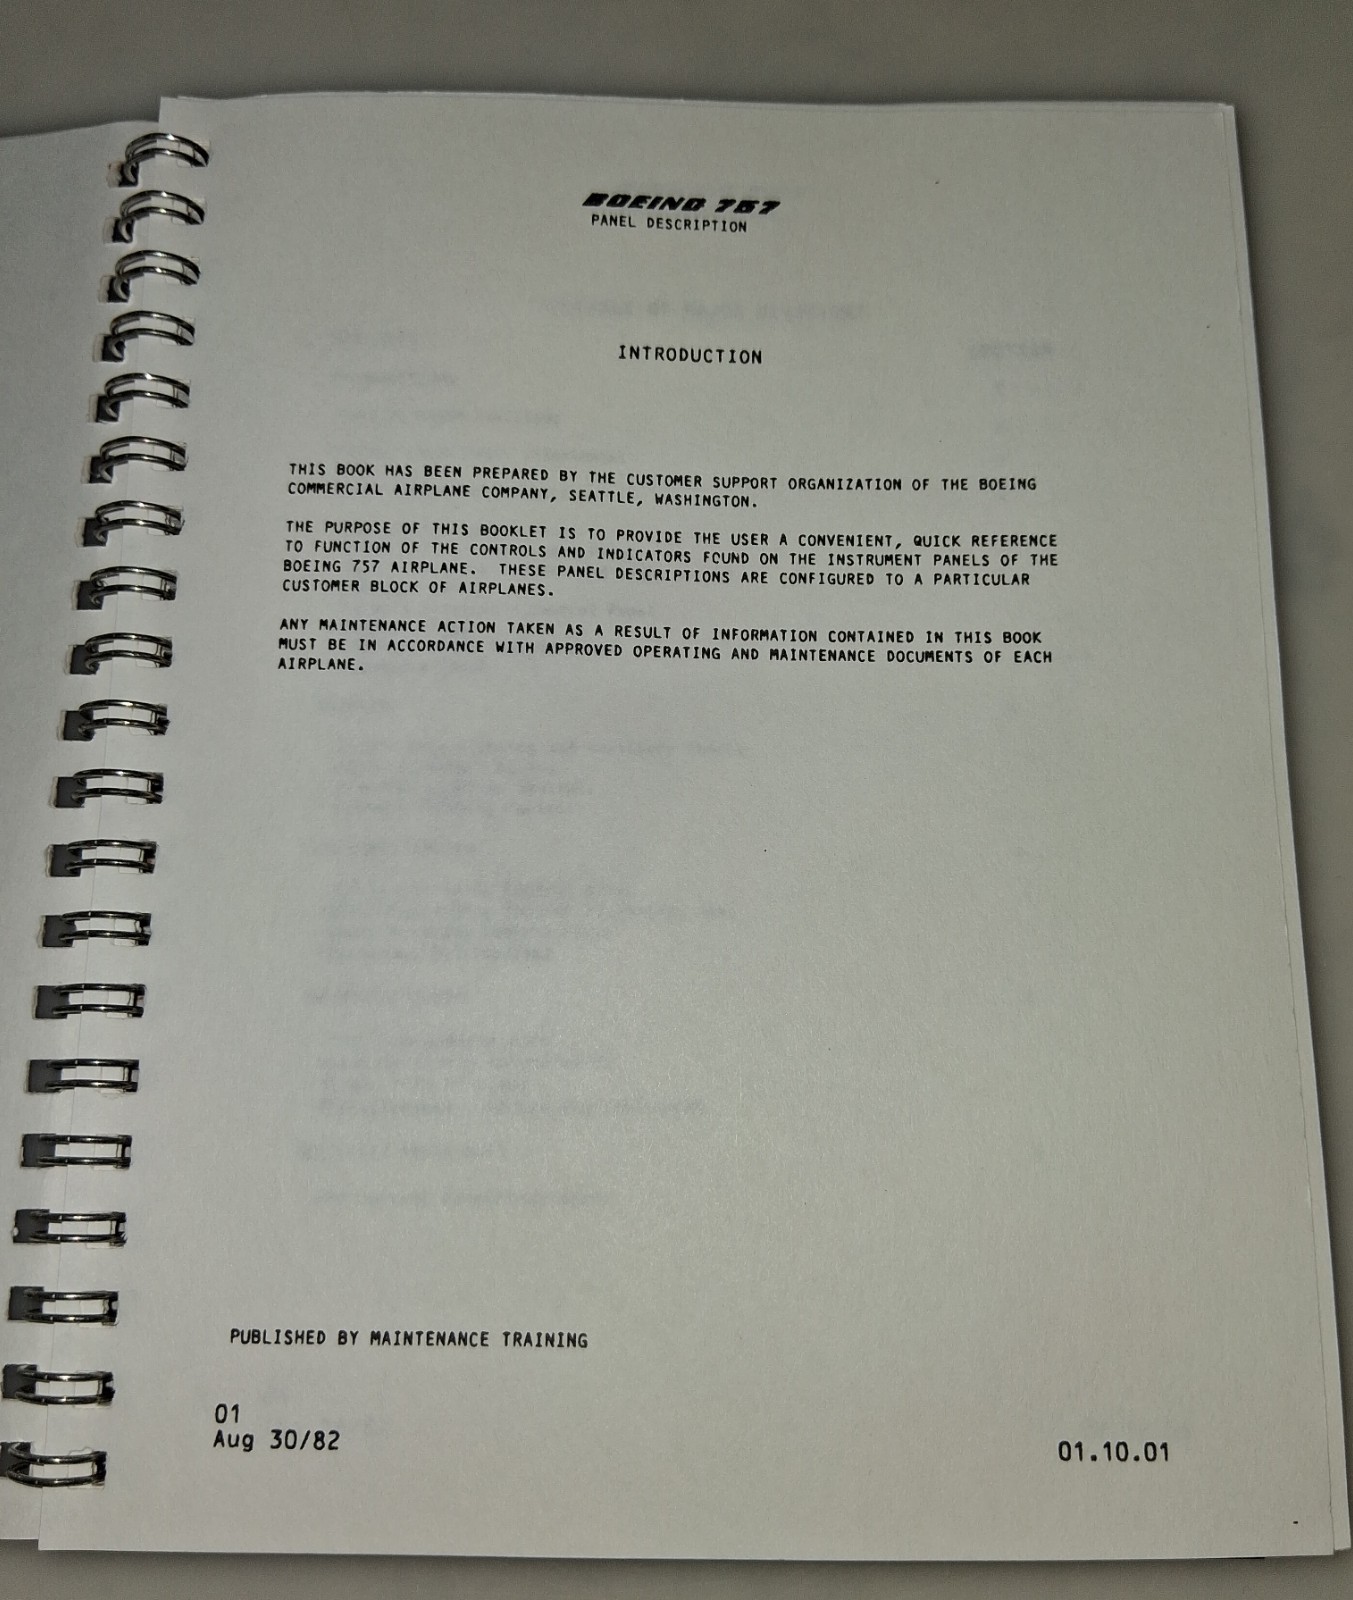 BOEING 757
PANEL DESCRIPTION
INTRODUCTION
THIS BOOK HAS BEEN PREPARED BY THE CUSTOMER SUPPORT ORGANIZATION OF THE BOEING
COMMERCIAL AIRPLANE COMPANY, SEATTLE, WASHINGTON.
THE PURPOSE OF THIS BOOKLET IS TO PROVIDE THE USER A CONVENIENT, QUICK REFERENCE
TO FUNCTION OF THE CONTROLS AND INDICATORS FOUND ON THE INSTRUMENT PANELS OF THE
BOEING 757 AIRPLANE. THESE PANEL DESCRIPTIONS ARE CONFIGURED TO A PARTICULAR
CUSTOMER BLOCK OF AIRPLANES.
ANY MAINTENANCE ACTION TAKEN AS A RESULT OF INFORMATION CONTAINED IN THIS BOOK
MUST BE IN ACCORDANCE WITH APPROVED OPERATING AND MAINTENANCE DOCUMENTS OF EACH
AIRPLANE.
PUBLISHED BY MAINTENANCE TRAINING
01
Aug 30/82
01.10.01